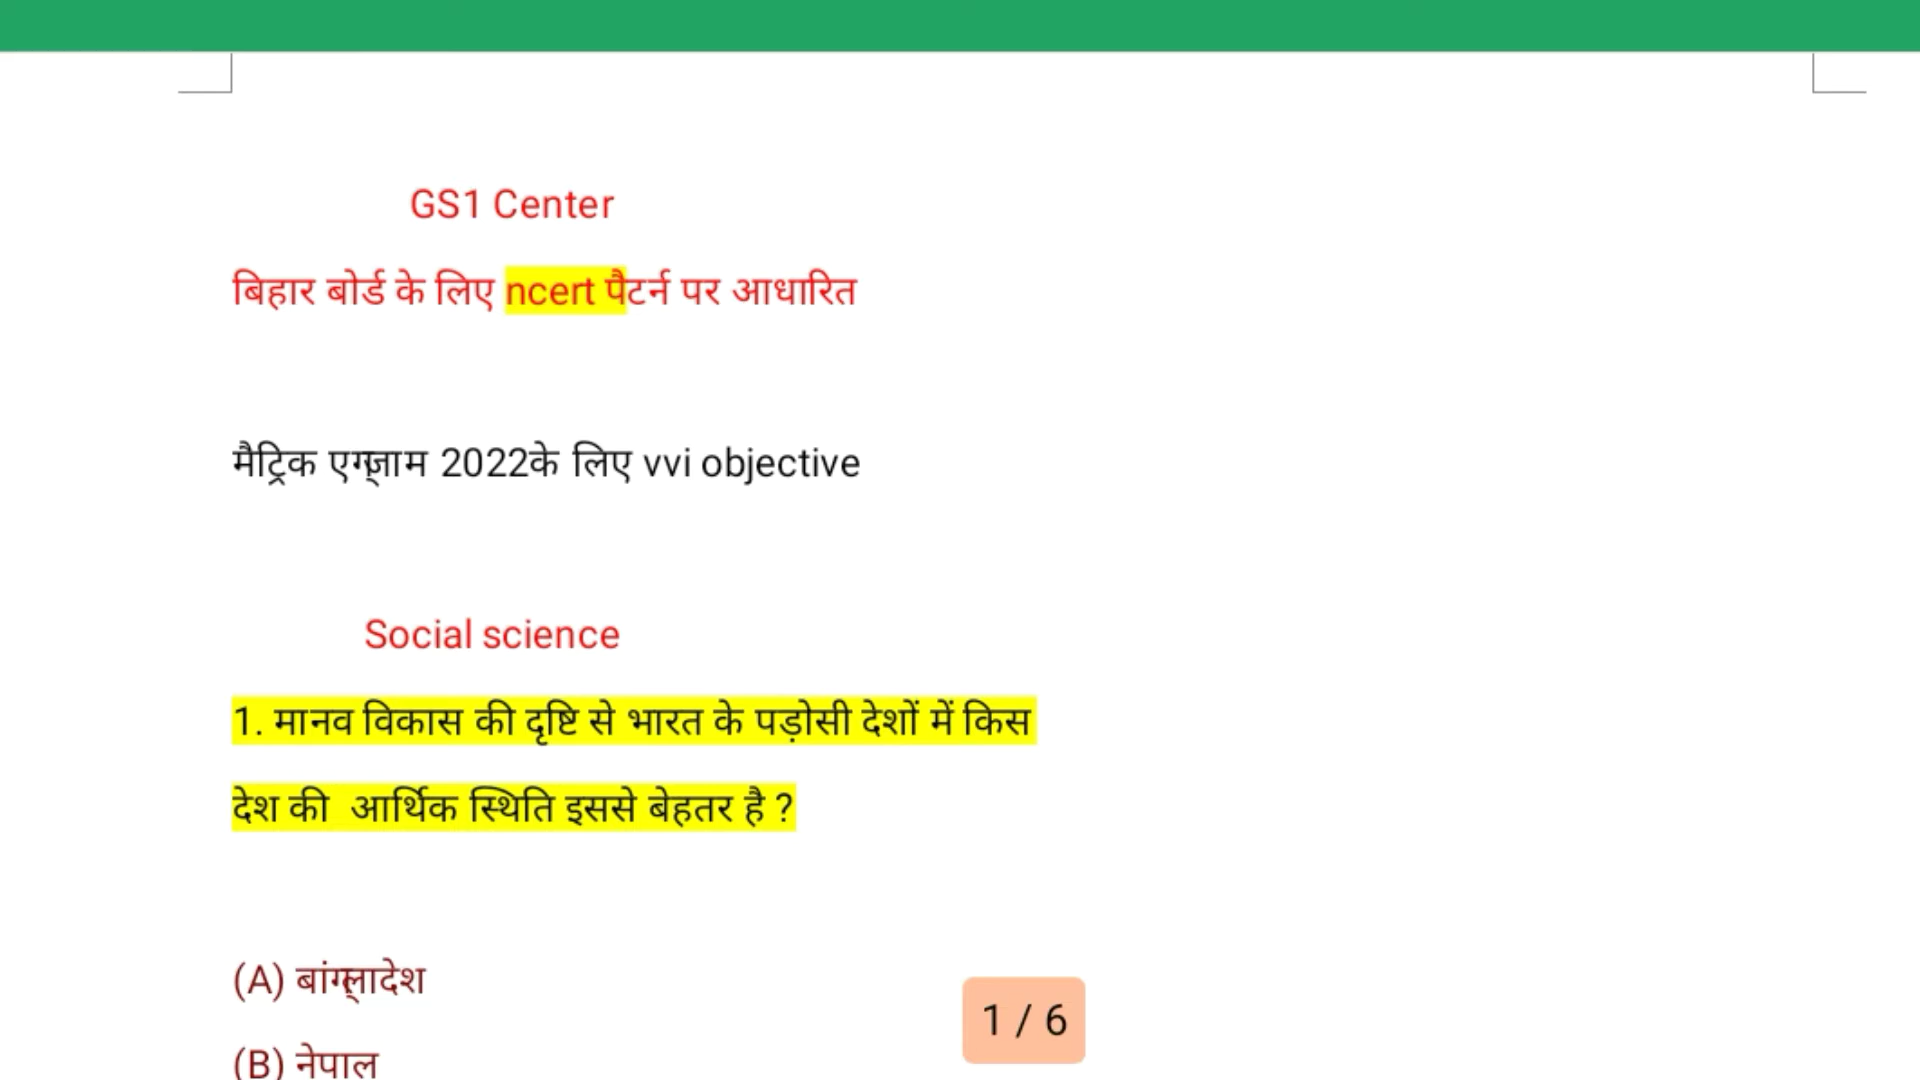 GS1 Center
बिहार बोर्ड के लिए ncert पैटर्न पर आधारित
मैट्रिक एग्ज़ाम 2022के लिए vvi objective
Social science
1. मानव विकास की दृष्टि से भारत के पड़ोसी देशों में किस
देश की आर्थिक स्थिति इससे बेहतर है ?
(A) बांग्लादेश
(B) नेपाल
1 / 6